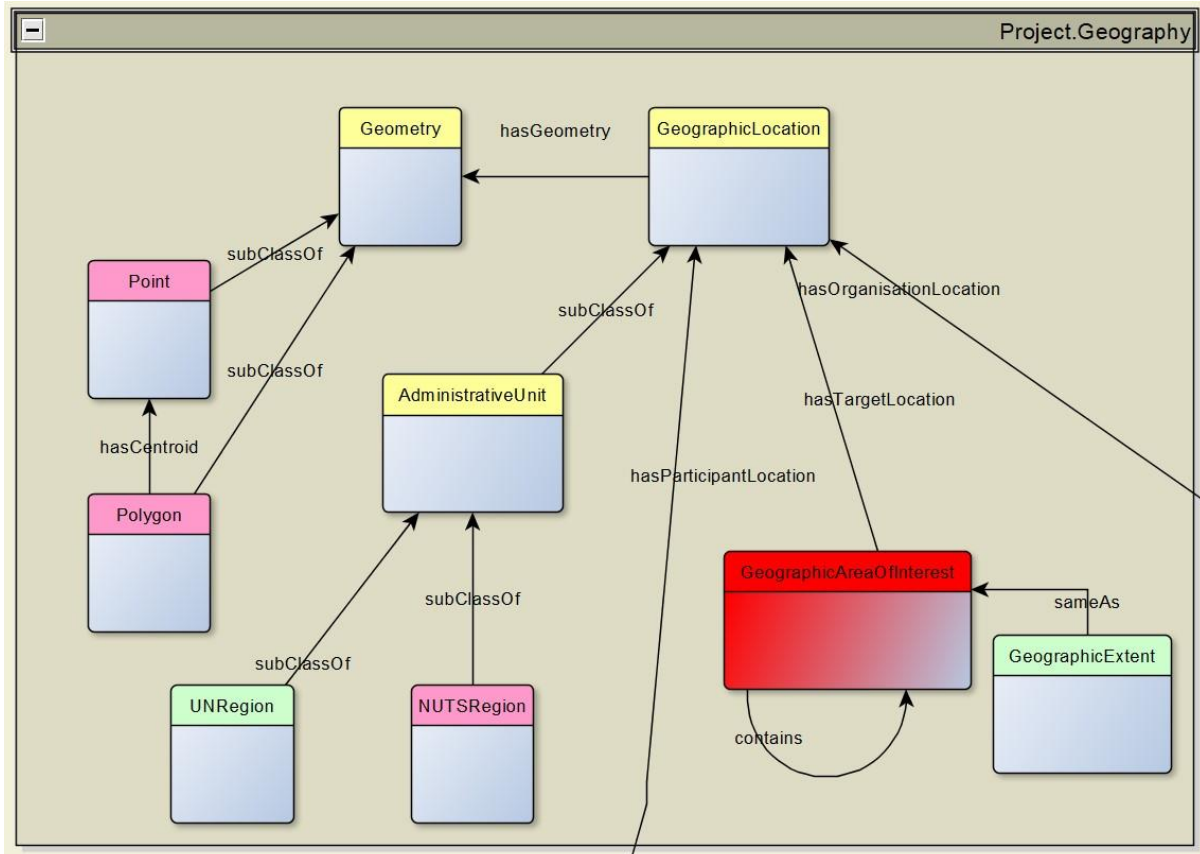 Project.Geography
Geometry
hasGeometry
GeographicLocation
subClassOf
Point
hasOrganisationLocation
subClassOf
subClassOf
AdministrativeUnit
hasTargetLocation
hasCentroid
hasParticipantLocation
Polygon
GeographicAreaOfInterest
subClassOf
sameAs
subClassOf
GeographicExtent
UNRegion
NUTSRegion
contains